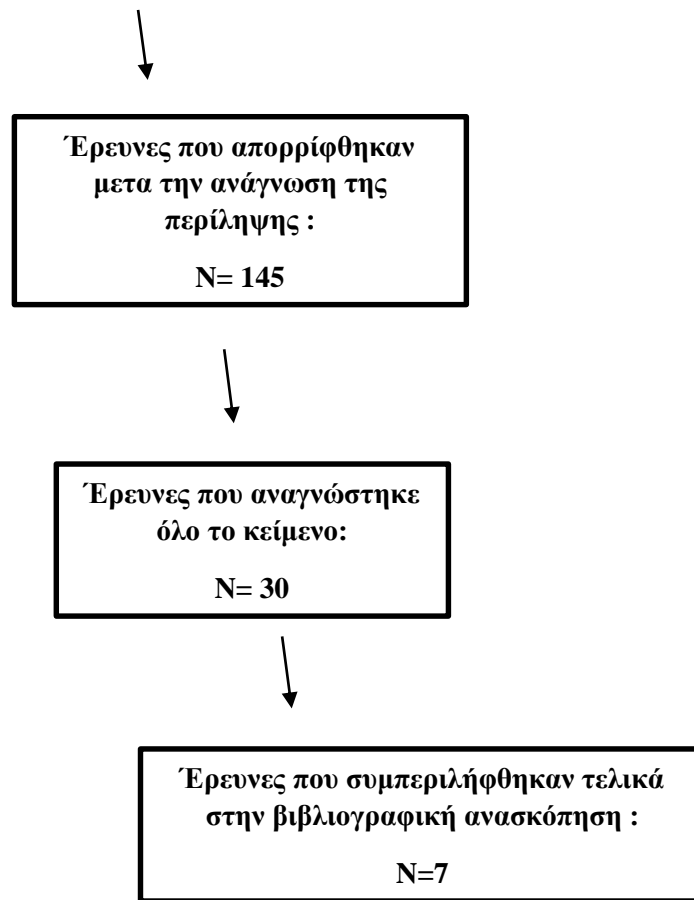 Έρευνες που απορρίφθηκαν
μετα την ανάγνωση της
περίληψης :
N= 145
Έρευνες που αναγνώστηκε
όλο το κείμενο:
N= 30
Έρευνες που συμπεριλήφθηκαν τελικά
στην βιβλιογραφική ανασκόπηση :
N=7